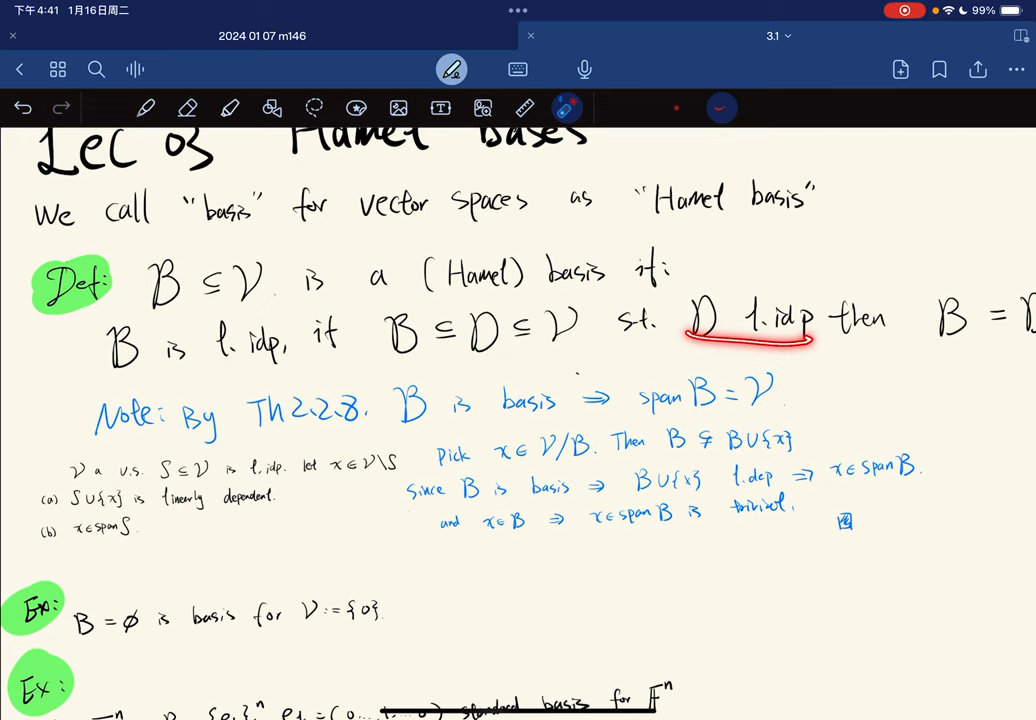 下午4:41 1月16日周二
99%
2024 01 07 m146
3.1
Lec 03 Hamel Bases
We call "basis" for vector spaces as "Hamel basis"
Def: B ⊆ V is a (Hamel) basis if:
B is l.idp, if B ⊆ D ⊆ V st. D l.idp then B = D
Note: By Th 2.2.8. B is basis ⇒ span B = V.
Pick x ∈ V/B. Then B ⊊ B∪{x}
since B is basis ⇒ B∪{x} l.dep ⇒ x ∈ span B.
and x ∈ B ⇒ x ∈ span B is trivial.
V a v.s. S ⊆ V is l.idp. let x ∈ V\S
(a) S∪{x} is linearly dependent.
(b) x ∈ span S.
Ex: B = ∅ is basis for V := {0}.
Ex:
standard basis for Fⁿ